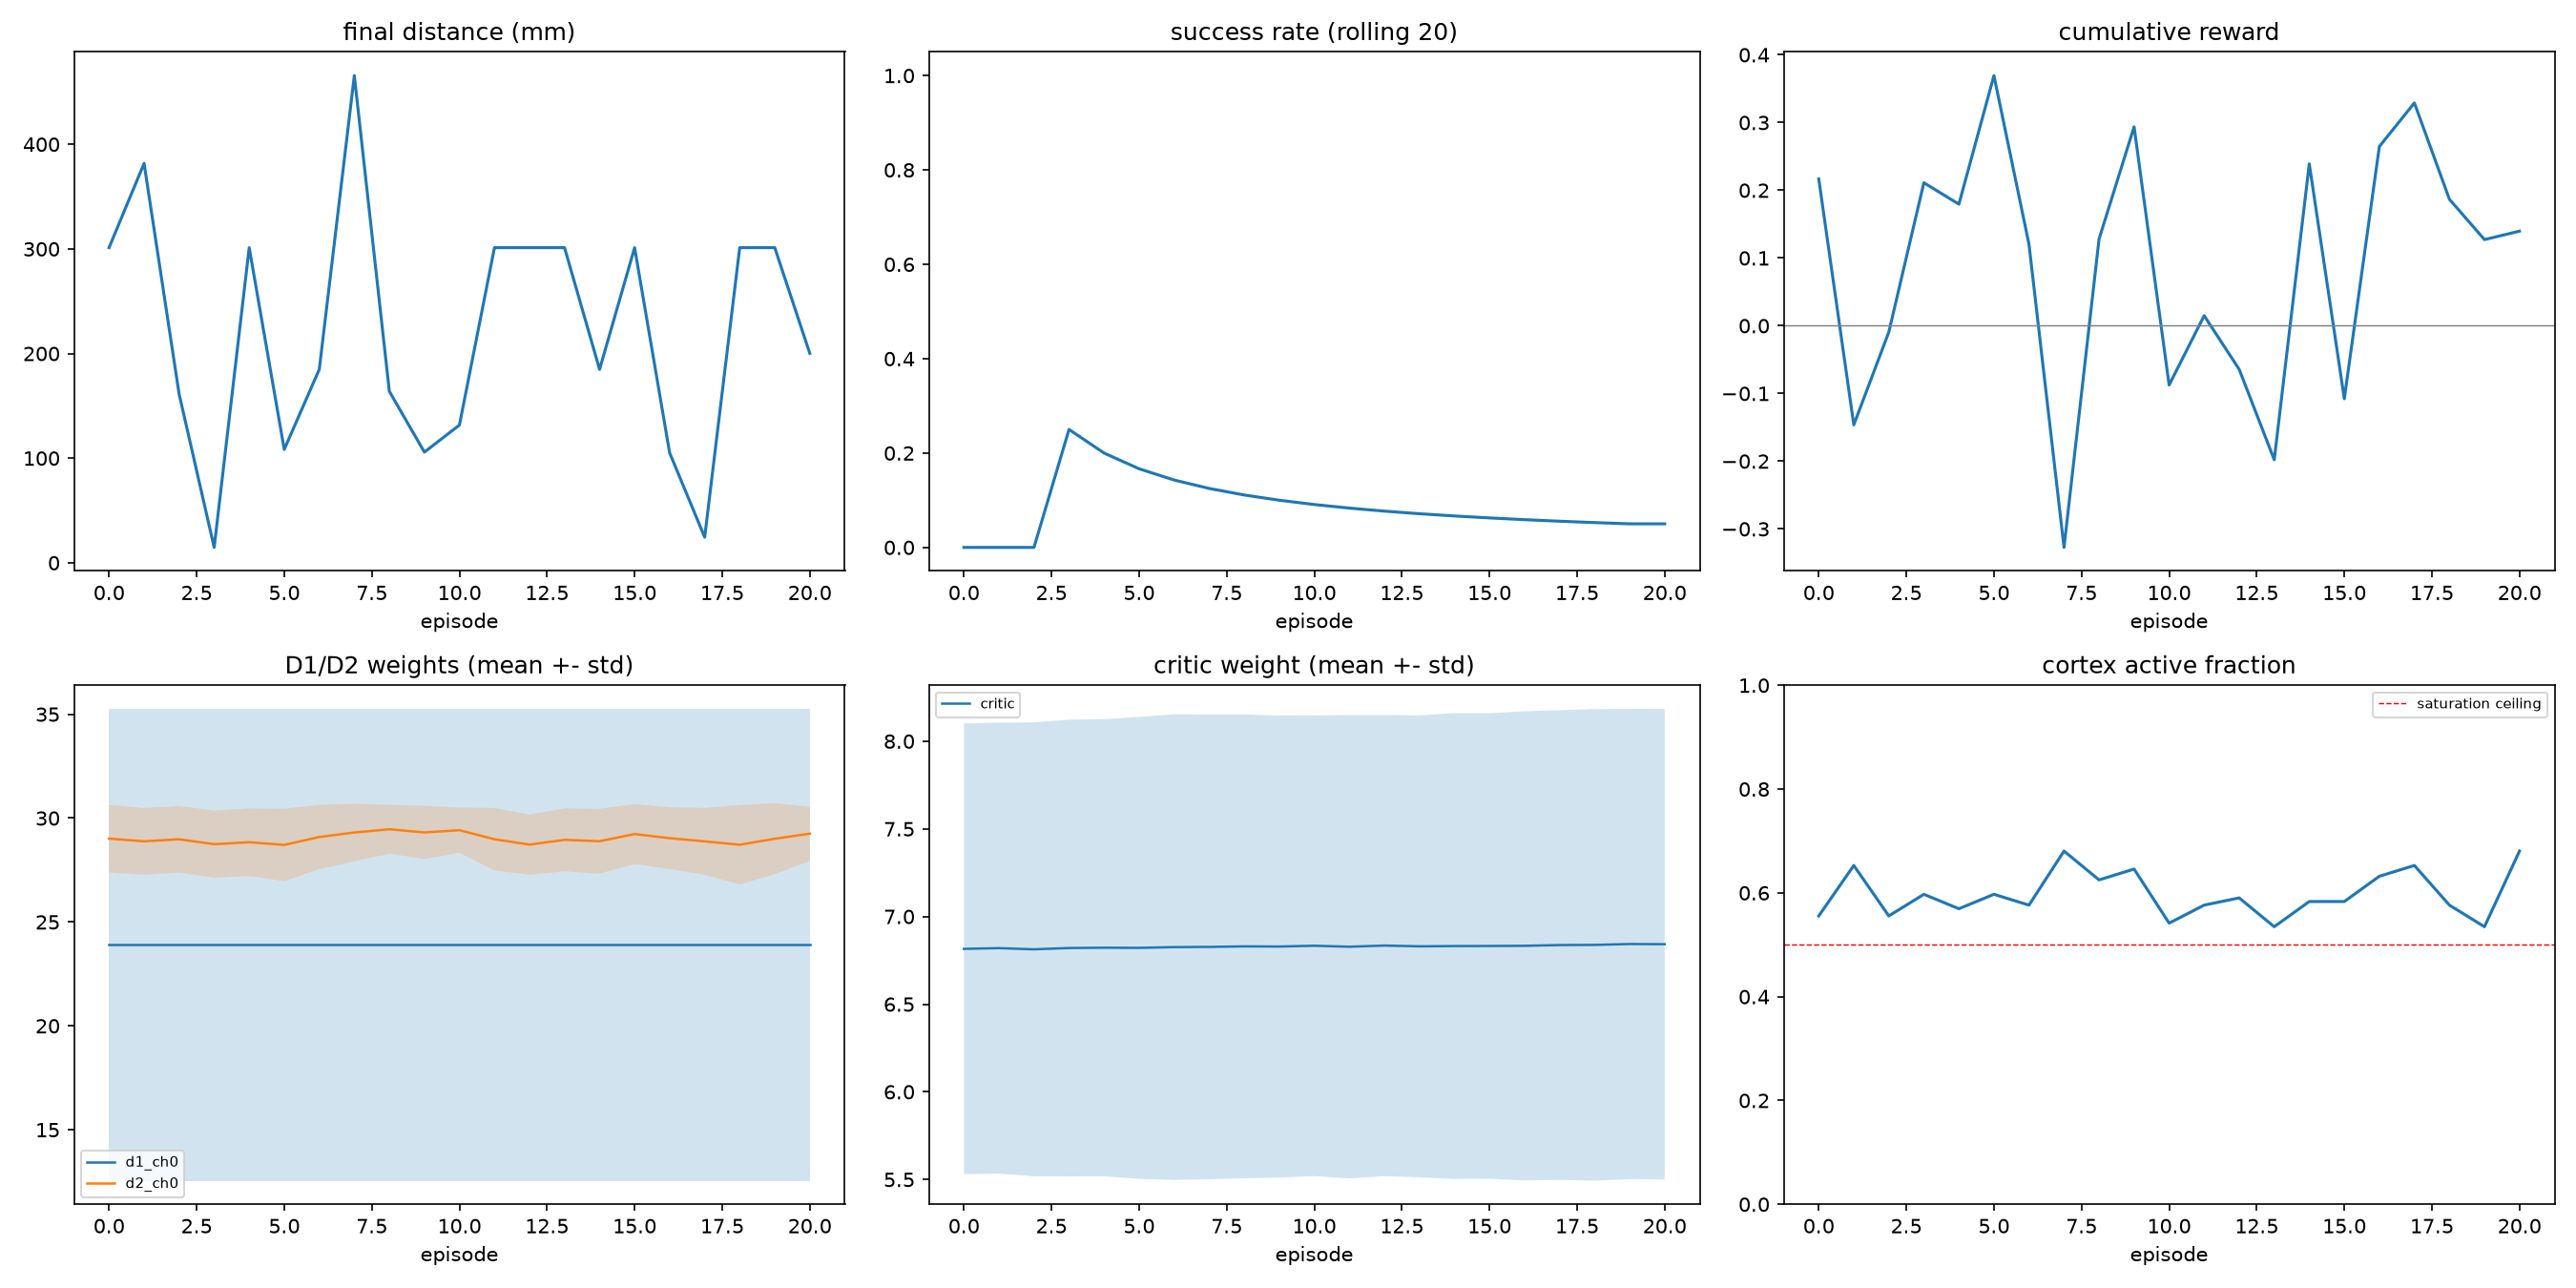 final distance (mm)
400
300
200
100
0
0.0 2.5 5.0 7.5 10.0 12.5 15.0 17.5 20.0
episode
success rate (rolling 20)
1.0
0.8
0.6
0.4
0.2
0.0
0.0 2.5 5.0 7.5 10.0 12.5 15.0 17.5 20.0
episode
cumulative reward
0.4
0.3
0.2
0.1
0.0
−0.1
−0.2
−0.3
0.0 2.5 5.0 7.5 10.0 12.5 15.0 17.5 20.0
episode
D1/D2 weights (mean +- std)
35
30
25
20
15
d1_ch0
d2_ch0
0.0 2.5 5.0 7.5 10.0 12.5 15.0 17.5 20.0
episode
critic weight (mean +- std)
critic
8.0
7.5
7.0
6.5
6.0
5.5
0.0 2.5 5.0 7.5 10.0 12.5 15.0 17.5 20.0
episode
cortex active fraction
1.0
saturation ceiling
0.8
0.6
0.4
0.2
0.0
0.0 2.5 5.0 7.5 10.0 12.5 15.0 17.5 20.0
episode